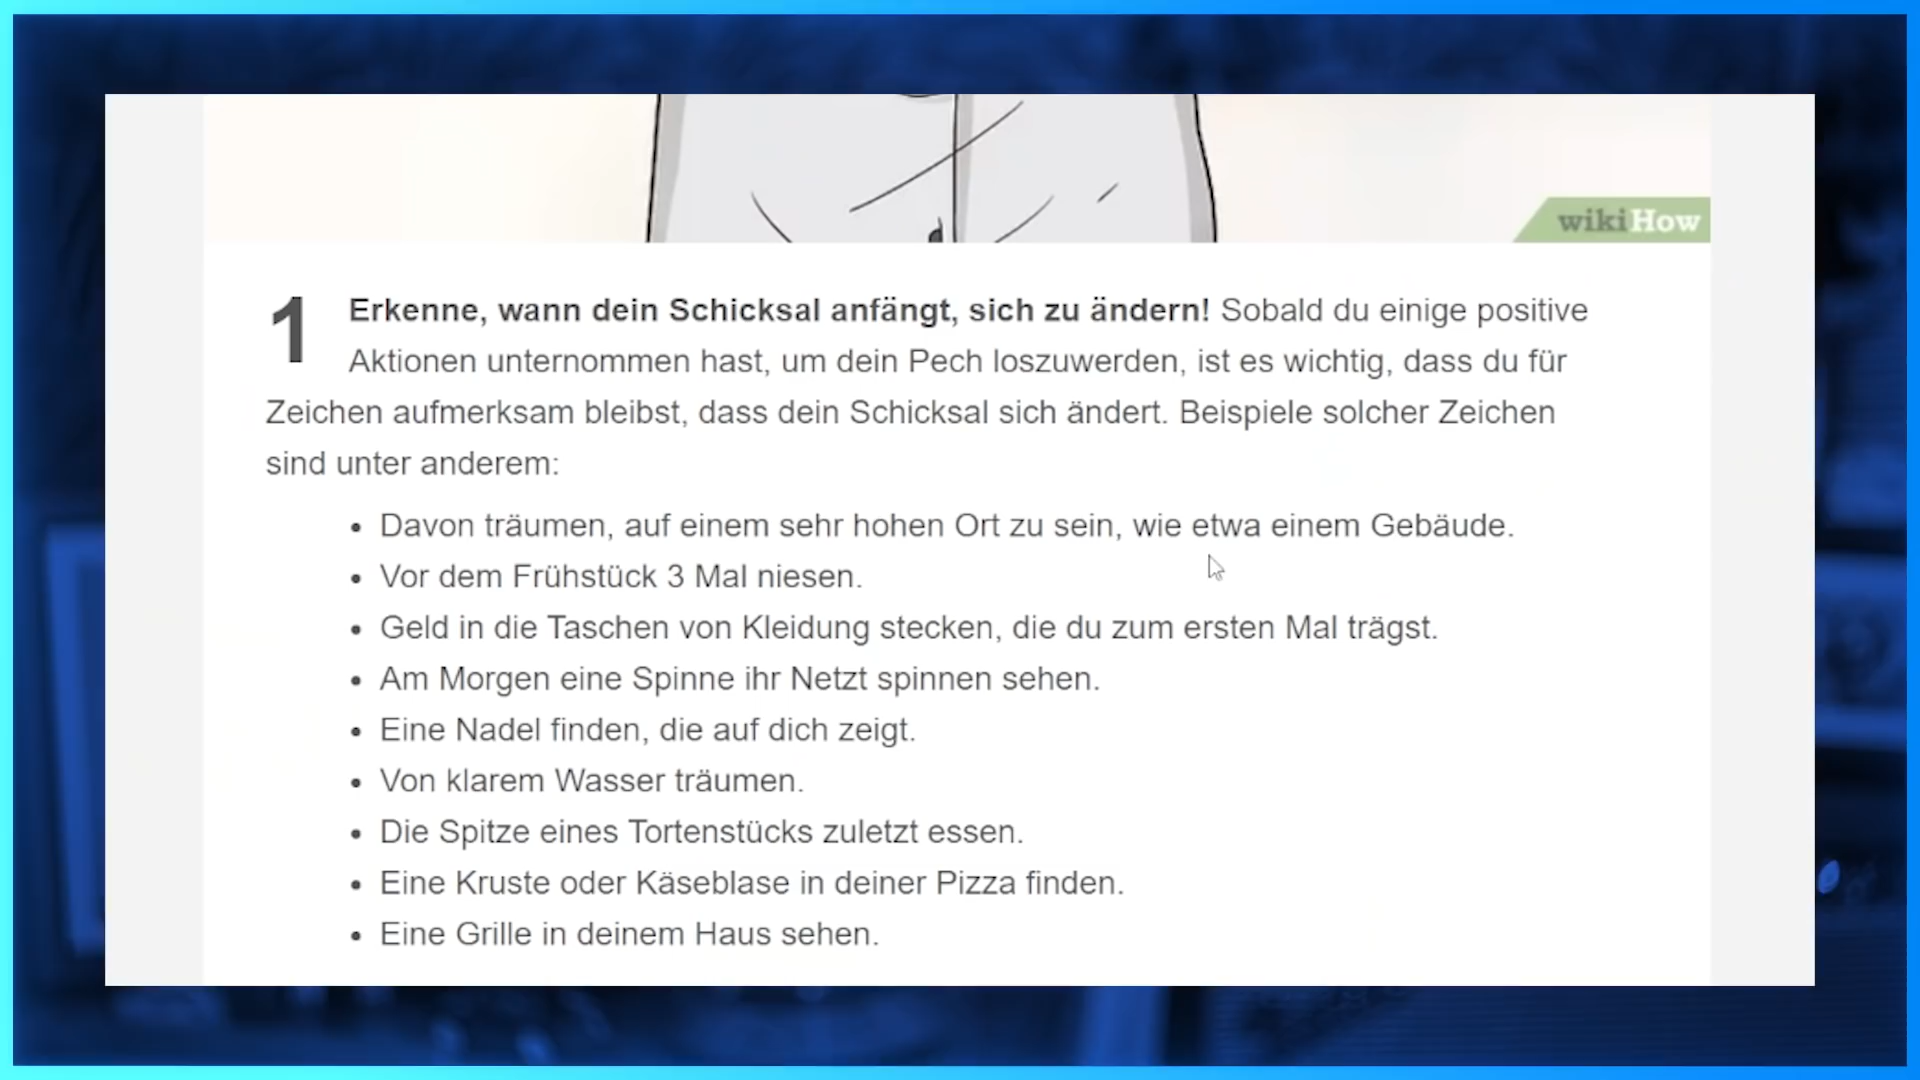 wikiHow
1 Erkenne, wann dein Schicksal anfängt, sich zu ändern! Sobald du einige positive
Aktionen unternommen hast, um dein Pech loszuwerden, ist es wichtig, dass du für
Zeichen aufmerksam bleibst, dass dein Schicksal sich ändert. Beispiele solcher Zeichen
sind unter anderem:
• Davon träumen, auf einem sehr hohen Ort zu sein, wie etwa einem Gebäude.
• Vor dem Frühstück 3 Mal niesen.
• Geld in die Taschen von Kleidung stecken, die du zum ersten Mal trägst.
• Am Morgen eine Spinne ihr Netzt spinnen sehen.
• Eine Nadel finden, die auf dich zeigt.
• Von klarem Wasser träumen.
• Die Spitze eines Tortenstücks zuletzt essen.
• Eine Kruste oder Käseblase in deiner Pizza finden.
• Eine Grille in deinem Haus sehen.